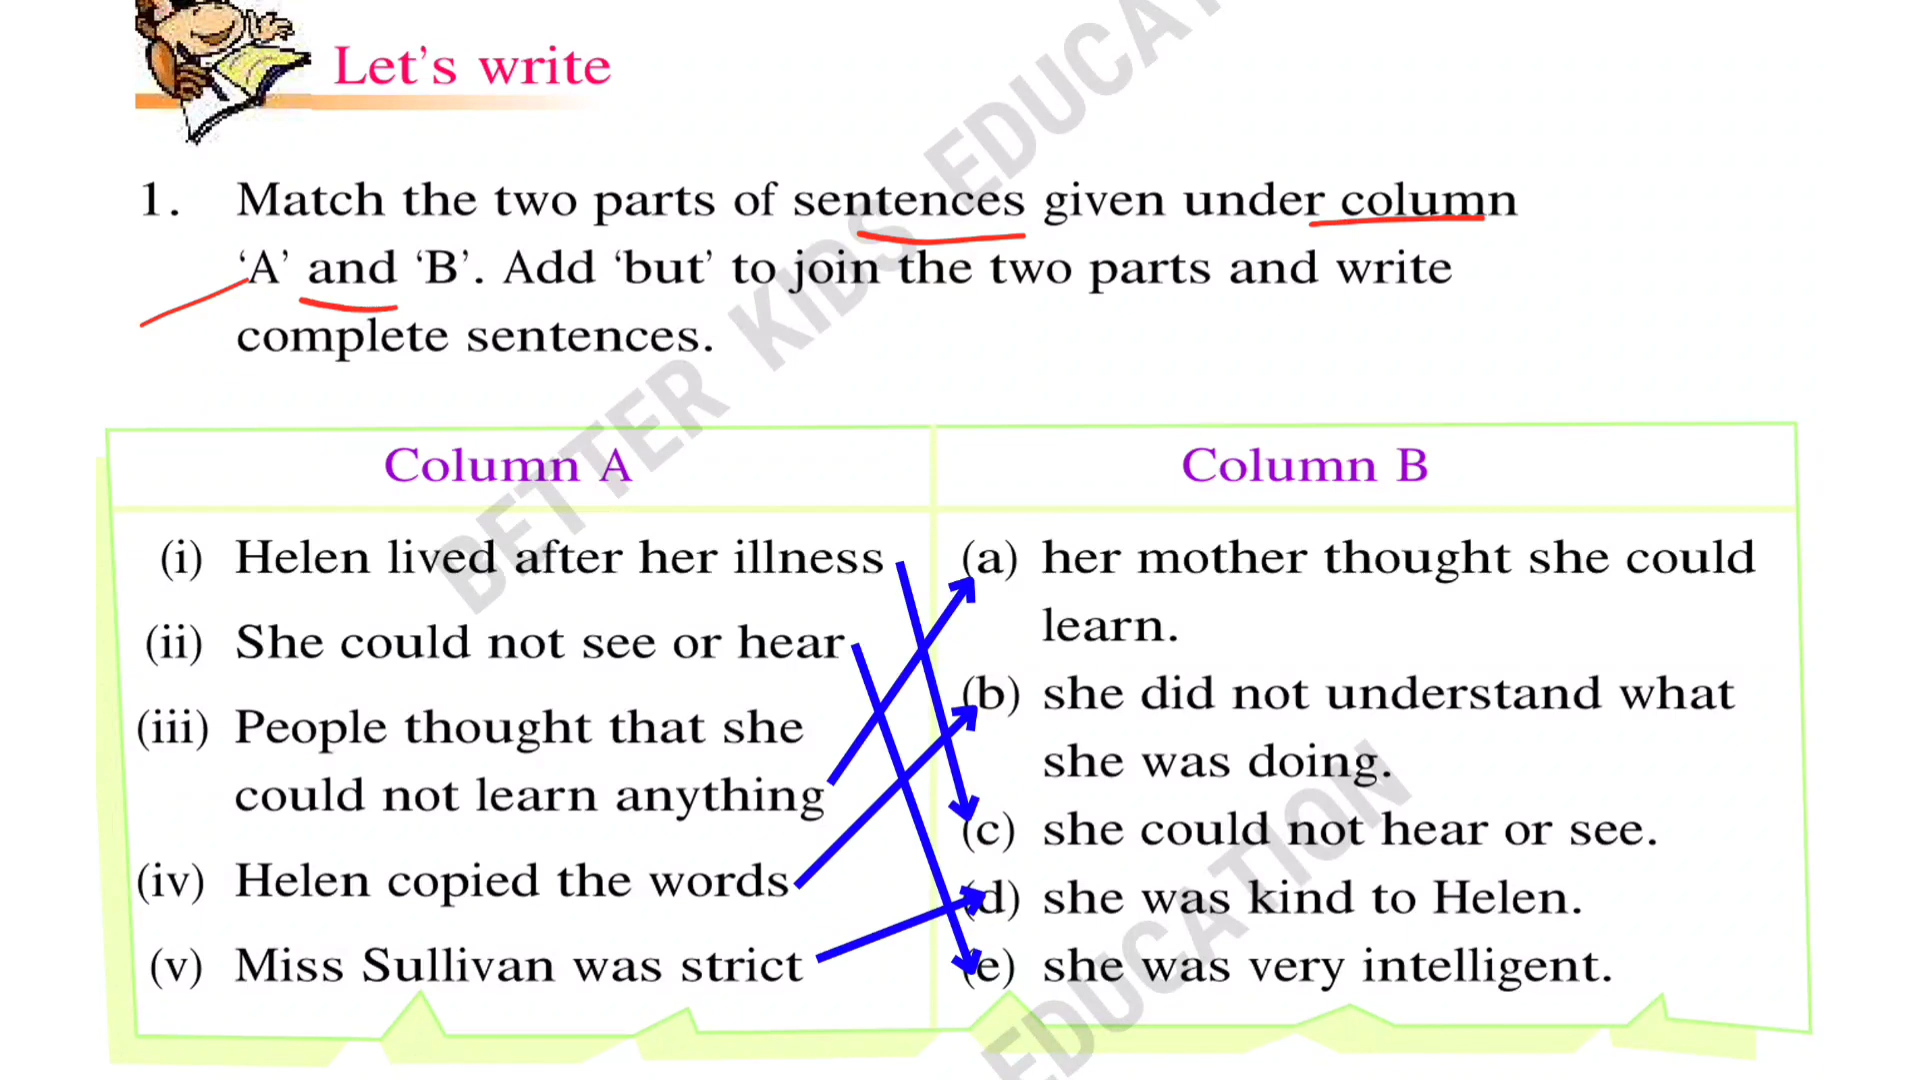 Let's write
1. Match the two parts of sentences given under column
‘A’ and ‘B’. Add ‘but’ to join the two parts and write
complete sentences.
Column A
(i) Helen lived after her illness
(ii) She could not see or hear
(iii) People thought that she
could not learn anything
(iv) Helen copied the words
(v) Miss Sullivan was strict
Column B
(a) her mother thought she could
learn.
(b) she did not understand what
she was doing.
(c) she could not hear or see.
(d) she was kind to Helen.
(e) she was very intelligent.
BETTER KIDS EDUCAT
EDUCATION